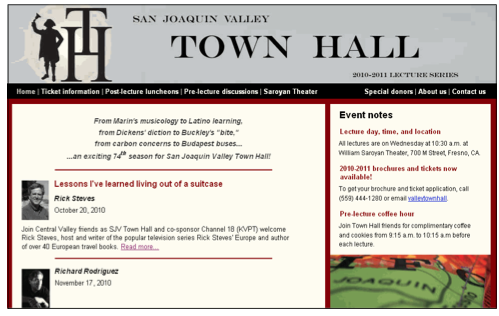 SAN JOAQUIN VALLEY
TOWN HALL
2010-2011 LECTURE SERIES
Home | Ticket information | Post-lecture luncheons | Pre-lecture discussions | Saroyan Theater
Special donors | About us | Contact us
From Marin's musicology to Latino learning,
from Dickens' diction to Buckley's "bite,"
from carbon concerns to Budapest buses...
...an exciting 74th season for San Joaquin Valley Town Hall!
Lessons I've learned living out of a suitcase
Rick Steves
October 20, 2010
Join Central Valley friends as SJV Town Hall and co-sponsor Channel 18 (KVPT) welcome
Rick Steves, host and writer of the popular television series Rick Steves' Europe and author
of over 40 European travel books. Read more...
Richard Rodriguez
November 17, 2010
Event notes
Lecture day, time, and location
All lectures are on Wednesday at 10:30 a.m. at
William Saroyan Theater, 700 M Street, Fresno, CA.
2010-2011 brochures and tickets now
available!
To get your brochure and ticket application, call
(559) 444-1280 or email valleytownhall.
Pre-lecture coffee hour
Join Town Hall friends for complimentary coffee
and cookies from 9:15 a.m. to 10:15 a.m before
each lecture.